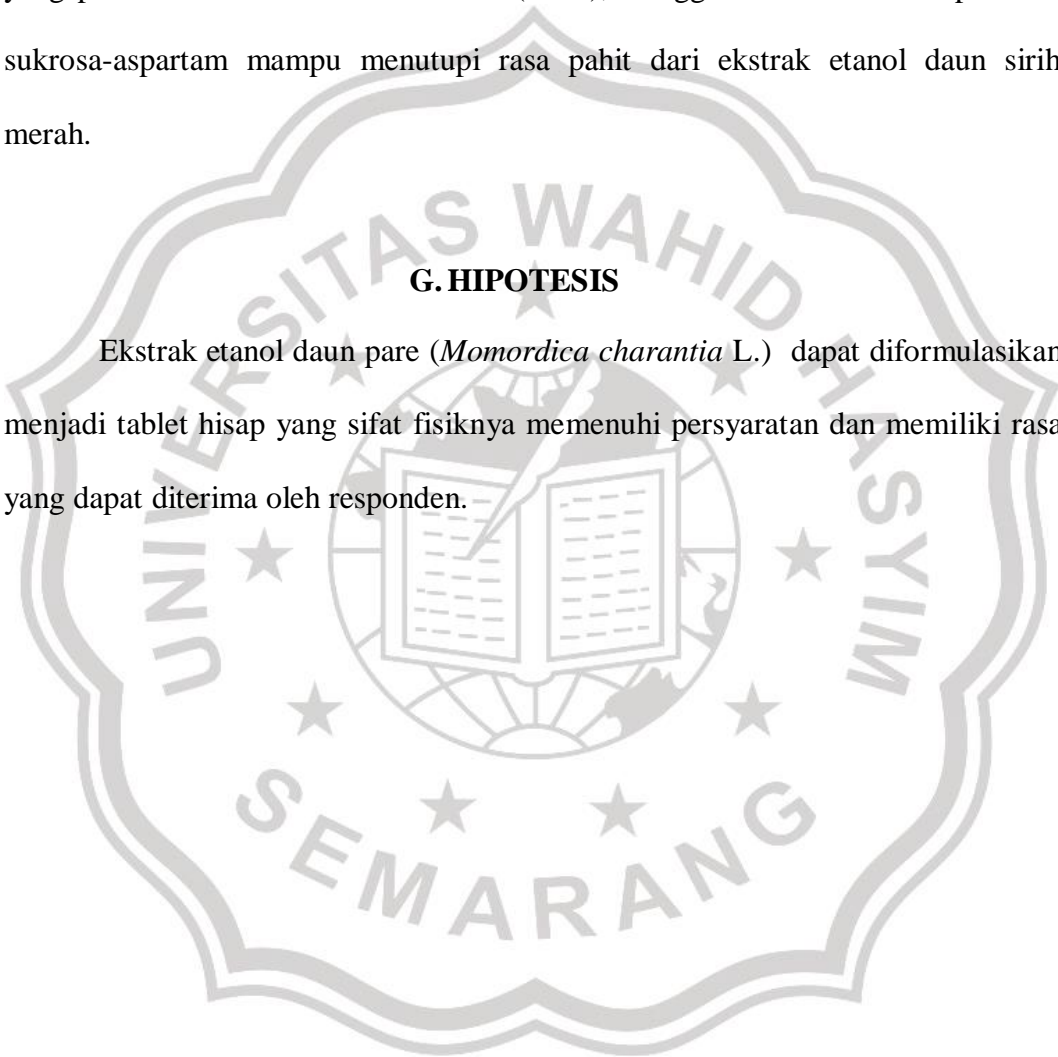 sukrosa-aspartam mampu menutupi rasa pahit dari ekstrak etanol daun sirih
merah.
G. HIPOTESIS
Ekstrak etanol daun pare (Momordica charantia L.) dapat diformulasikan
menjadi tablet hisap yang sifat fisiknya memenuhi persyaratan dan memiliki rasa
yang dapat diterima oleh responden.
UNIVERSITAS WAHID HASYIM
SEMARANG